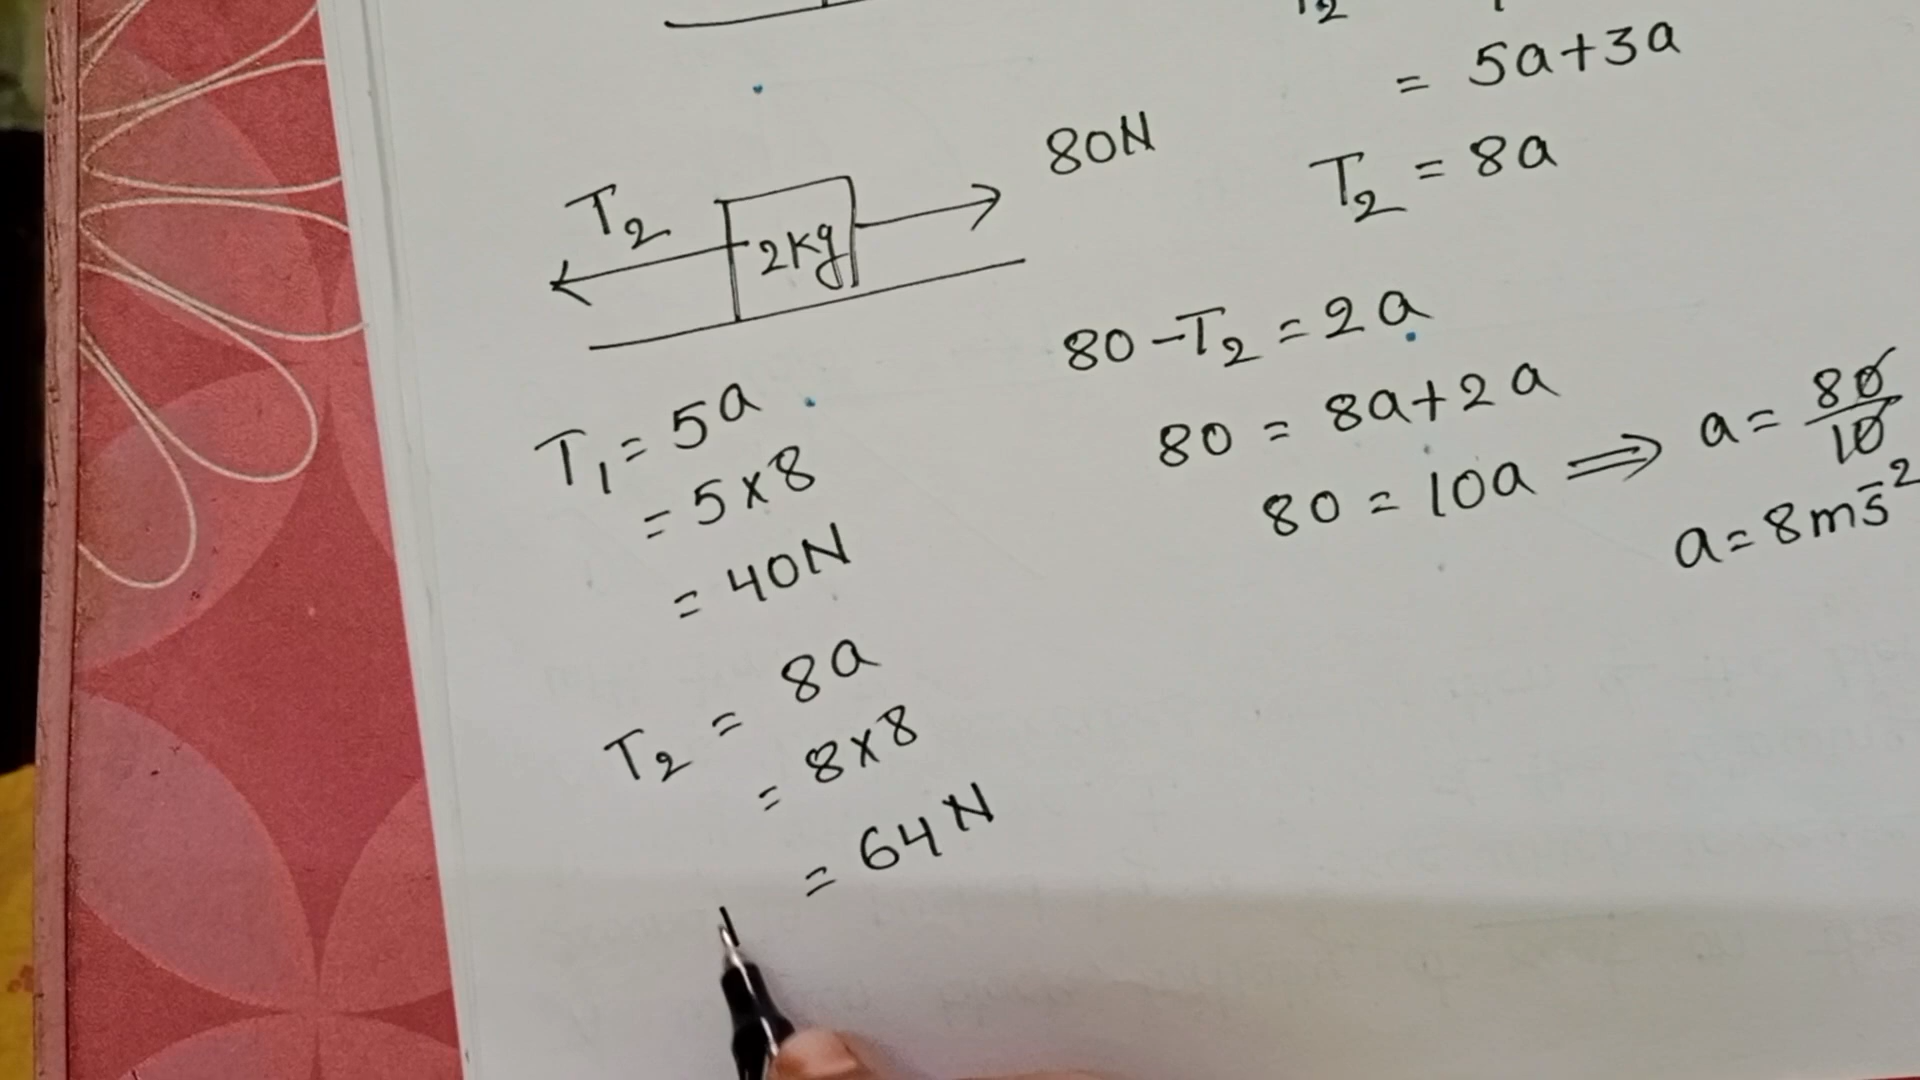 T₂
= 5a+3a
T₂ = 8a
T₂
2kg
80N
80-T₂ = 2a
80 = 8a+2a
80 = 10a ⟹ a = 80/10
a = 8ms⁻²
T₁ = 5a
= 5×8
= 40N
T₂ = 8a
= 8×8
= 64N